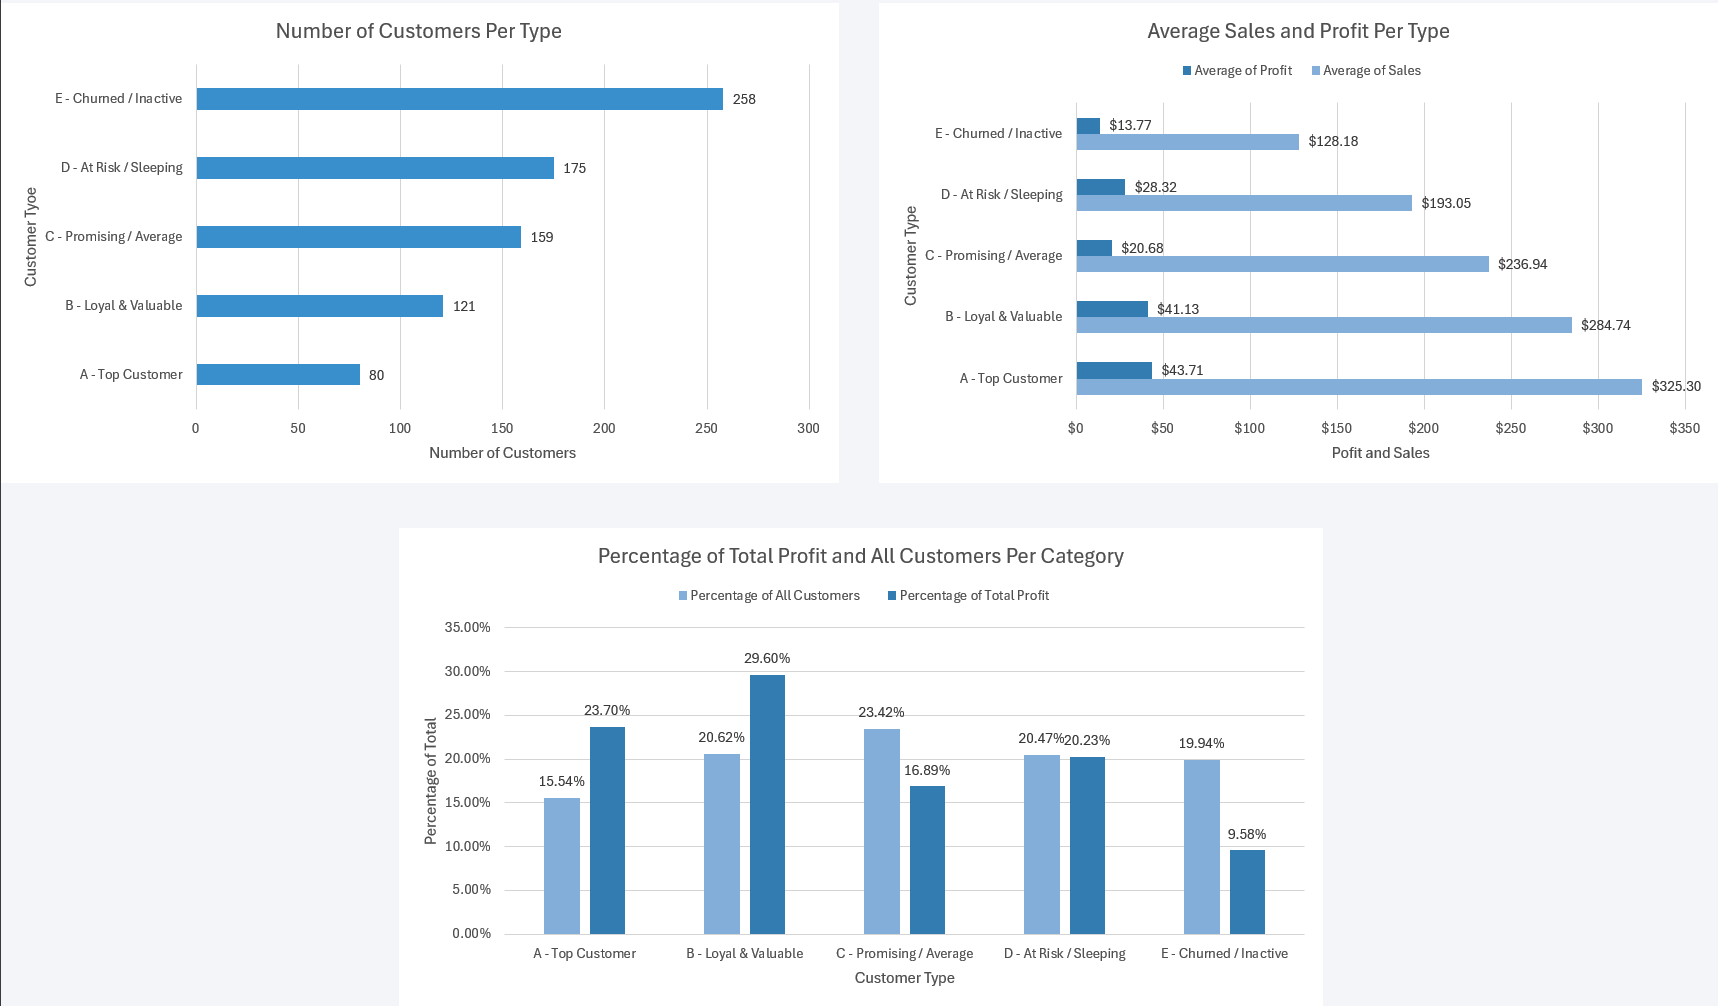 Number of Customers Per Type
E - Churned / Inactive
258
D - At Risk / Sleeping
175
C - Promising / Average
159
B - Loyal & Valuable
121
A - Top Customer
80
Customer Tyoe
0 50 100 150 200 250 300
Number of Customers
Average Sales and Profit Per Type
Average of Profit Average of Sales
E - Churned / Inactive
$13.77
$128.18
D - At Risk / Sleeping
$28.32
$193.05
C - Promising / Average
$20.68
$236.94
B - Loyal & Valuable
$41.13
$284.74
A - Top Customer
$43.71
$325.30
Customer Type
$0 $50 $100 $150 $200 $250 $300 $350
Pofit and Sales
Percentage of Total Profit and All Customers Per Category
Percentage of All Customers Percentage of Total Profit
Percentage of Total
35.00%
30.00%
25.00%
20.00%
15.00%
10.00%
5.00%
0.00%
15.54% 23.70%
20.62% 29.60%
23.42% 16.89%
20.47% 20.23%
19.94% 9.58%
A - Top Customer B - Loyal & Valuable C - Promising / Average D - At Risk / Sleeping E - Churned / Inactive
Customer Type